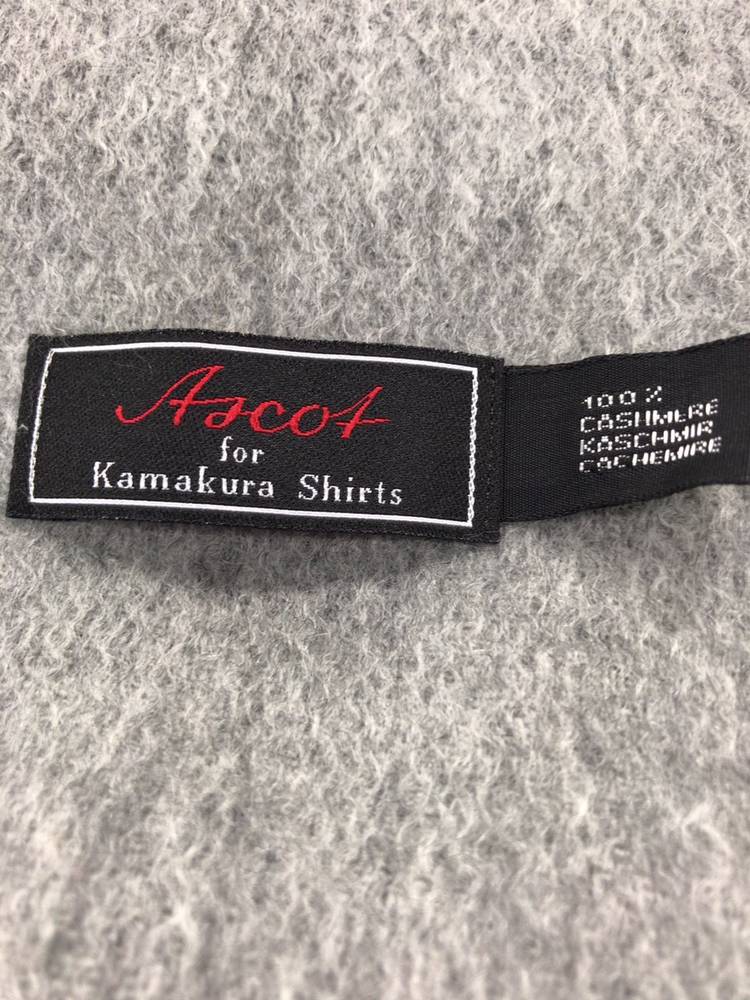 Ascot
for
Kamakura Shirts
100%
CASHMERE
KASCHMIR
CACHEMIRE